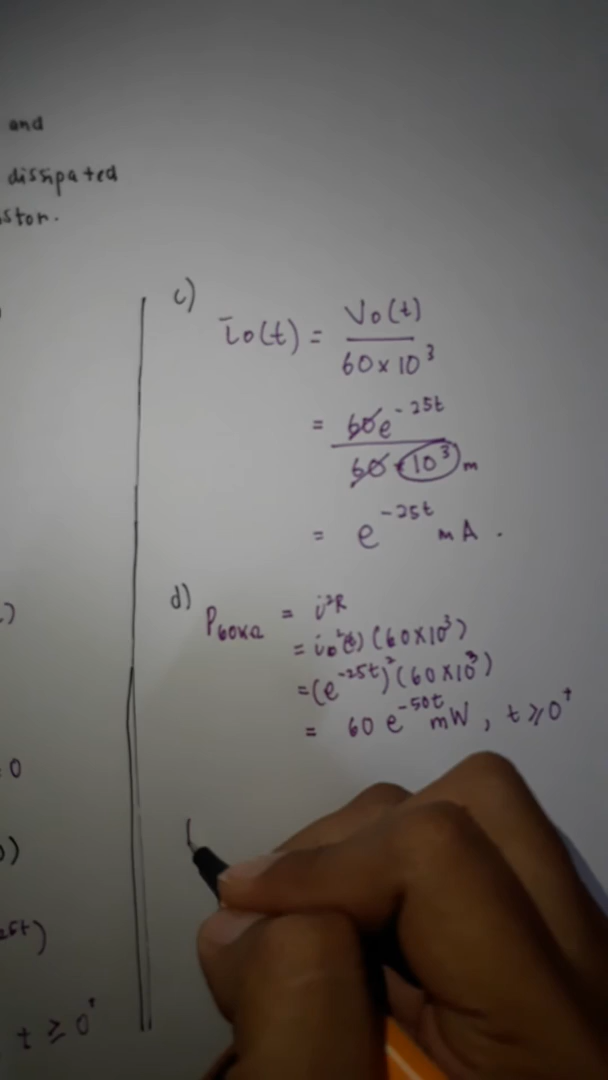 and
dissipated
stor.
c) io(t) = Vo(t) / 60 × 10³
= 60e^-25t / 60 × 10³ m
= e^-25t mA.
d) P60kΩ = i²R
= io²(t) (60×10³)
= (e^-25t)² (60×10³)
= 60 e^-50t mW, t ≥ 0⁺
= 0
25t)
t ≥ 0⁺